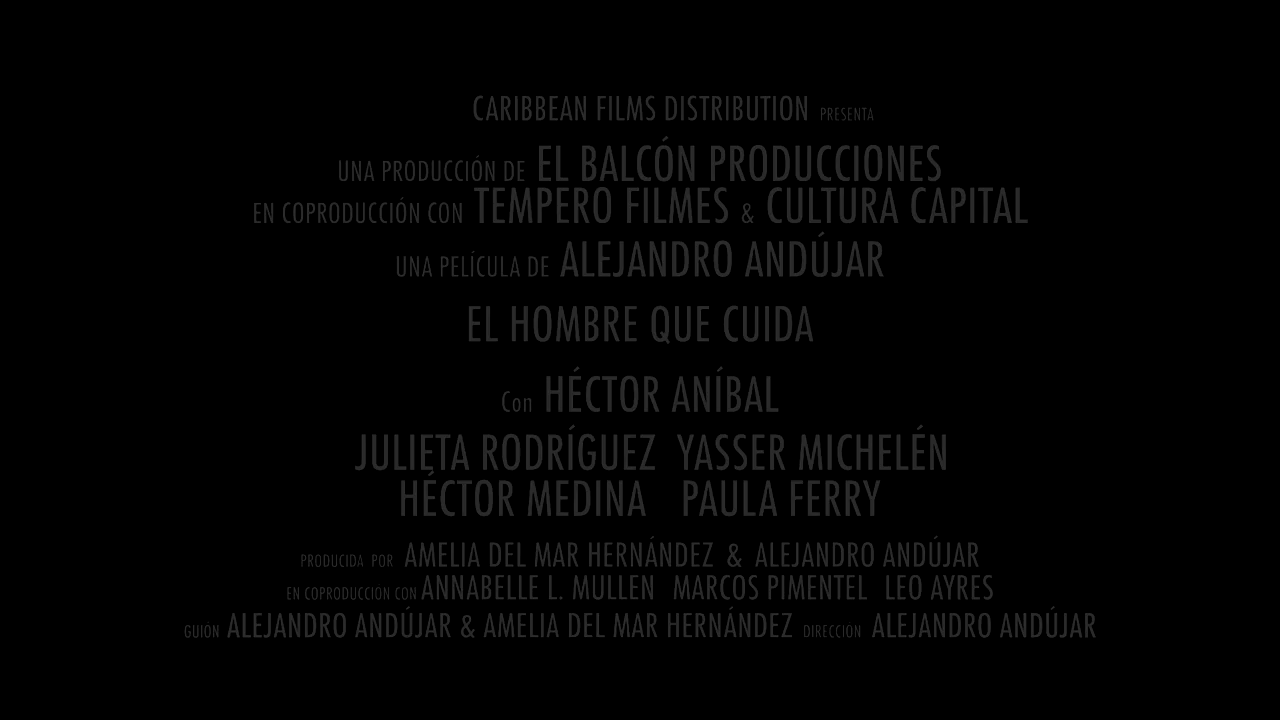 CARIBBEAN FILMS DISTRIBUTION PRESENTA
UNA PRODUCCIÓN DE EL BALCÓN PRODUCCIONES
EN COPRODUCCIÓN CON TEMPERO FILMES & CULTURA CAPITAL
UNA PELÍCULA DE ALEJANDRO ANDÚJAR
EL HOMBRE QUE CUIDA
Con HÉCTOR ANÍBAL
JULIETA RODRÍGUEZ YASSER MICHELÉN
HÉCTOR MEDINA PAULA FERRY
PRODUCIDA POR AMELIA DEL MAR HERNÁNDEZ & ALEJANDRO ANDÚJAR
EN COPRODUCCIÓN CON ANNABELLE L. MULLEN MARCOS PIMENTEL LEO AYRES
GUIÓN ALEJANDRO ANDÚJAR & AMELIA DEL MAR HERNÁNDEZ DIRECCIÓN ALEJANDRO ANDÚJAR